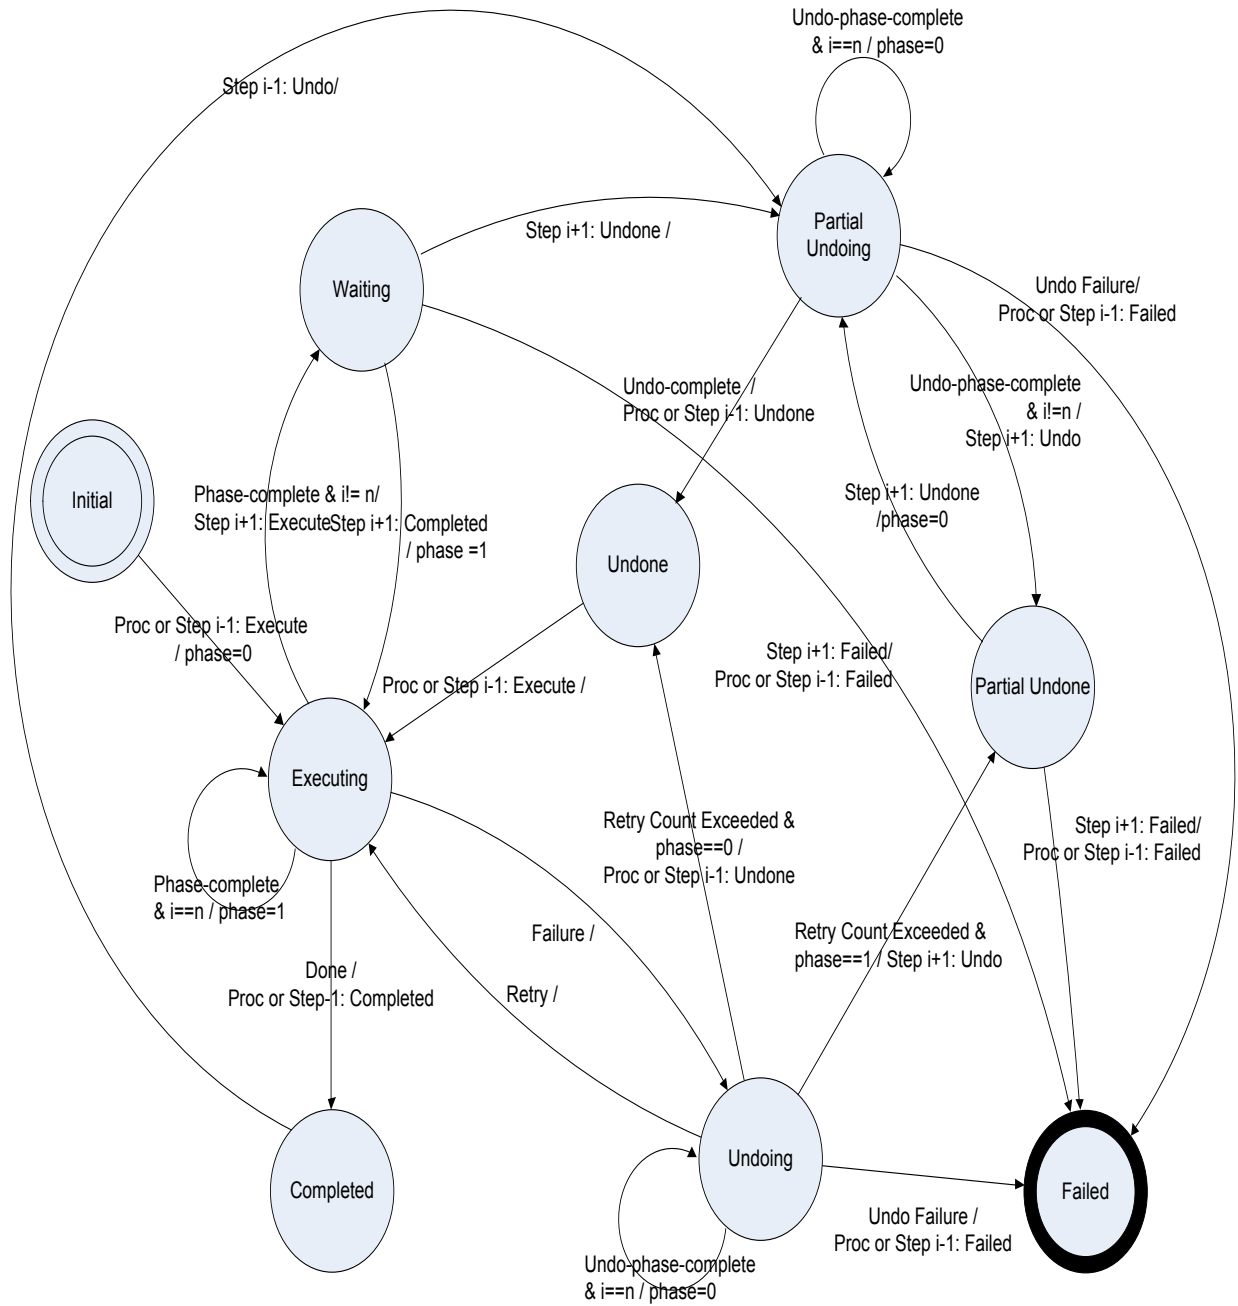 Undo-phase-complete
& i==n / phase=0
Step i-1: Undo/
Partial
Undoing
Step i+1: Undone /
Waiting
Undo Failure/
Proc or Step i-1: Failed
Undo-complete  /
Proc or Step i-1: Undone
Undo-phase-complete
& i!=n /
Step i+1: Undo
Initial
Phase-complete & i!= n/
Step i+1: Execute
Step i+1: Completed
/ phase =1
Step i+1: Undone
/phase=0
Undone
Proc or Step i-1: Execute
/ phase=0
Step i+1: Failed/
Proc or Step i-1: Failed
Proc or Step i-1: Execute /
Partial Undone
Executing
Retry Count Exceeded &
phase==0 /
Proc or Step i-1: Undone
Step i+1: Failed/
Proc or Step i-1: Failed
Phase-complete
& i==n / phase=1
Failure /
Retry Count Exceeded &
phase==1 / Step i+1: Undo
Done /
Proc or Step-1: Completed
Retry /
Undoing
Completed
Failed
Undo Failure /
Proc or Step i-1: Failed
Undo-phase-complete
& i==n / phase=0